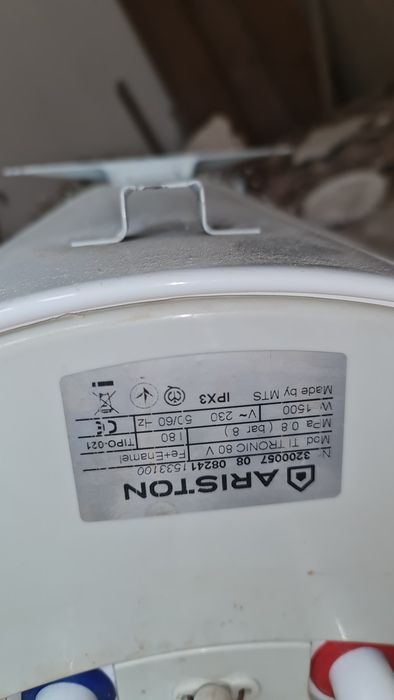 ARISTON
N. 3200057 08 08241 1533100
Mod. TI TRONIC 80 V Fe+Enamel
MPa 0.8 ( bar 8 ) l 80 TIPO-021
W 1500 V~ 230 50/60 Hz CE
Made by MTS IPX3